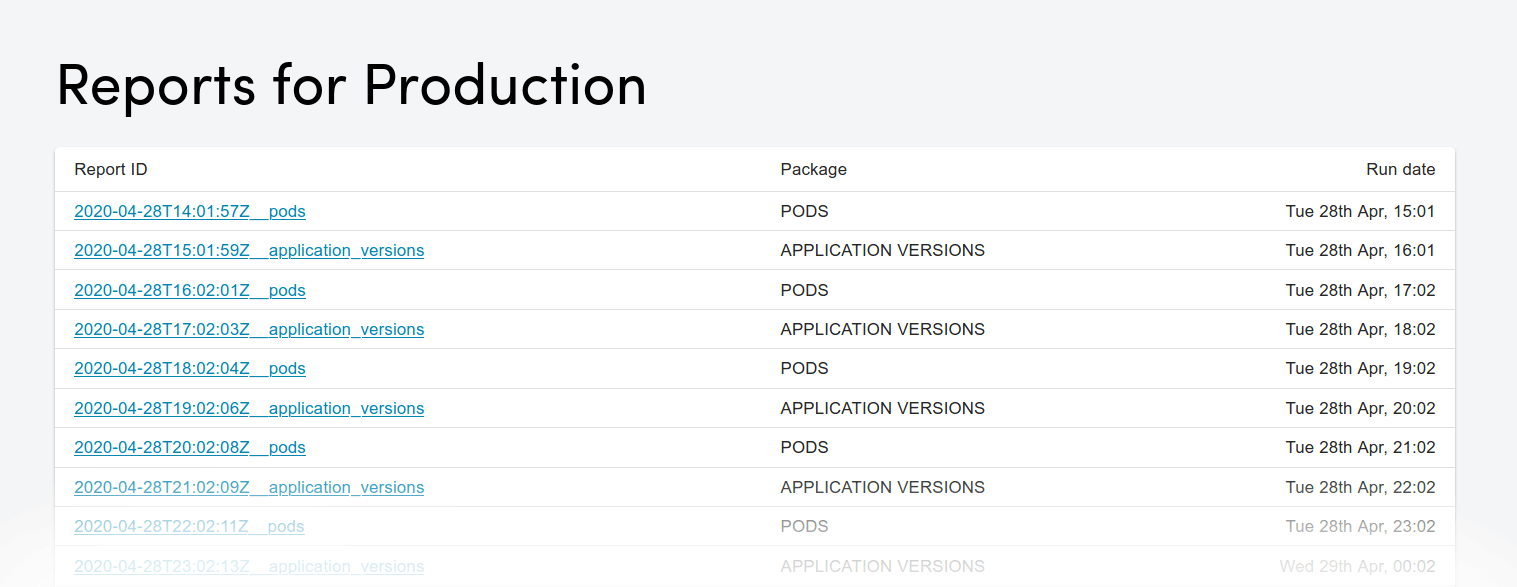 Reports for Production
Report ID Package Run date
2020-04-28T14:01:57Z__pods PODS Tue 28th Apr, 15:01
2020-04-28T15:01:59Z__application_versions APPLICATION VERSIONS Tue 28th Apr, 16:01
2020-04-28T16:02:01Z__pods PODS Tue 28th Apr, 17:02
2020-04-28T17:02:03Z__application_versions APPLICATION VERSIONS Tue 28th Apr, 18:02
2020-04-28T18:02:04Z__pods PODS Tue 28th Apr, 19:02
2020-04-28T19:02:06Z__application_versions APPLICATION VERSIONS Tue 28th Apr, 20:02
2020-04-28T20:02:08Z__pods PODS Tue 28th Apr, 21:02
2020-04-28T21:02:09Z__application_versions APPLICATION VERSIONS Tue 28th Apr, 22:02
2020-04-28T22:02:11Z__pods PODS Tue 28th Apr, 23:02
2020-04-28T23:02:13Z__application_versions APPLICATION VERSIONS Wed 29th Apr, 00:02